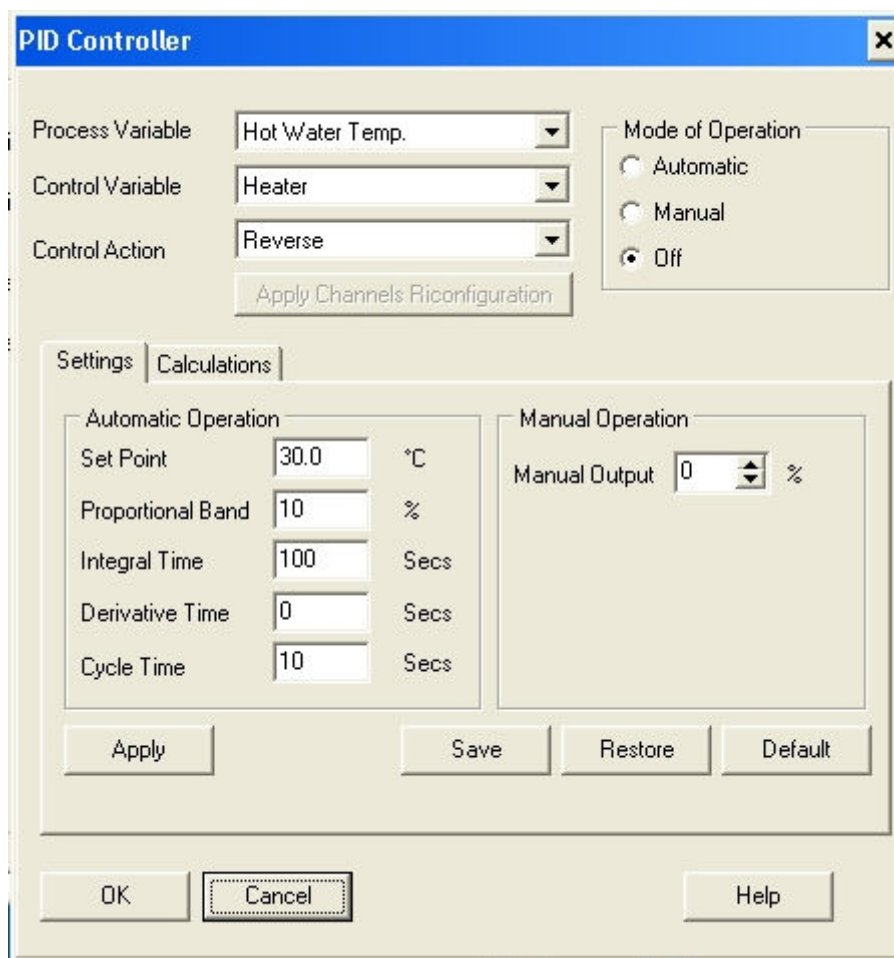 PID Controller
Process Variable
Hot Water Temp.
Control Variable
Heater
Control Action
Reverse
Apply Channels Riconfiguration
Mode of Operation
Automatic
Manual
Off
Settings
Calculations
Automatic Operation
Set Point 30.0 °C
Proportional Band 10 %
Integral Time 100 Secs
Derivative Time 0 Secs
Cycle Time 10 Secs
Manual Operation
Manual Output 0 %
Apply
Save
Restore
Default
OK
Cancel
Help